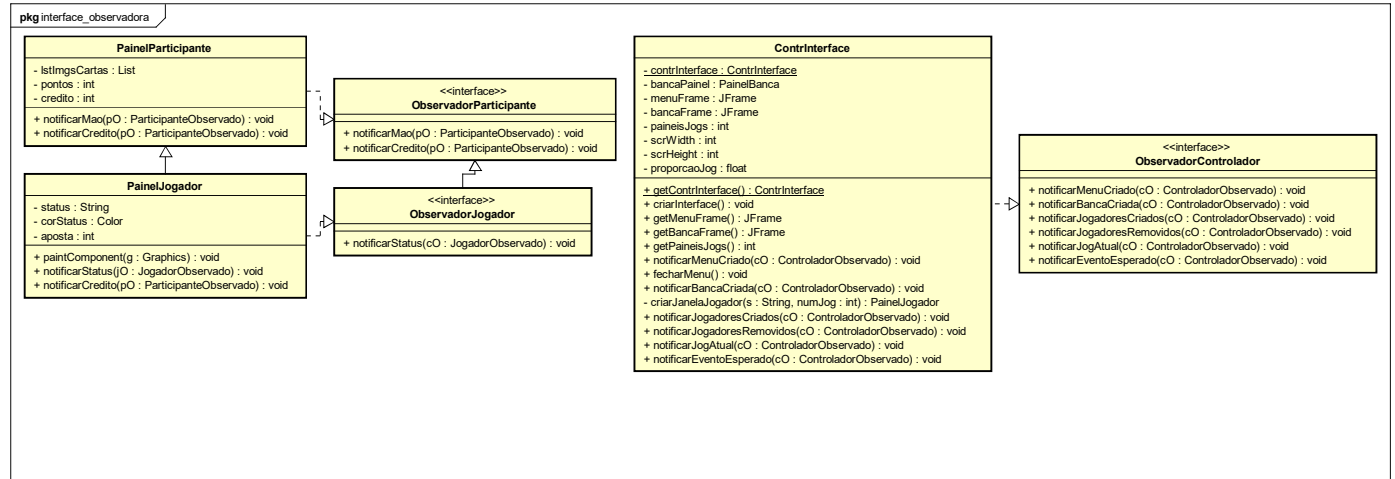 pkg interface_observadora
PainelParticipante
- lstImgsCartas : List
- pontos : int
- credito : int
+ notificarMao(pO : ParticipanteObservado) : void
+ notificarCredito(pO : ParticipanteObservado) : void
<<interface>>
ObservadorParticipante
+ notificarMao(pO : ParticipanteObservado) : void
+ notificarCredito(pO : ParticipanteObservado) : void
PainelJogador
- status : String
- corStatus : Color
- aposta : int
+ paintComponent(g : Graphics) : void
+ notificarStatus(jO : JogadorObservado) : void
+ notificarCredito(pO : ParticipanteObservado) : void
<<interface>>
ObservadorJogador
+ notificarStatus(cO : JogadorObservado) : void
ContrInterface
- contrInterface : ContrInterface
- bancaPainel : PainelBanca
- menuFrame : JFrame
- bancaFrame : JFrame
- paineisJogs : int
- scrWidth : int
- scrHeight : int
- proporcaoJog : float
+ getContrInterface() : ContrInterface
+ criarInterface() : void
+ getMenuFrame() : JFrame
+ getBancaFrame() : JFrame
+ getPaineisJogs() : int
+ notificarMenuCriado(cO : ControladorObservado) : void
+ fecharMenu() : void
+ notificarBancaCriada(cO : ControladorObservado) : void
- criarJanelaJogador(s : String, numJog : int) : PainelJogador
+ notificarJogadoresCriados(cO : ControladorObservado) : void
+ notificarJogadoresRemovidos(cO : ControladorObservado) : void
+ notificarJogAtual(cO : ControladorObservado) : void
+ notificarEventoEsperado(cO : ControladorObservado) : void
<<interface>>
ObservadorControlador
+ notificarMenuCriado(cO : ControladorObservado) : void
+ notificarBancaCriada(cO : ControladorObservado) : void
+ notificarJogadoresCriados(cO : ControladorObservado) : void
+ notificarJogadoresRemovidos(cO : ControladorObservado) : void
+ notificarJogAtual(cO : ControladorObservado) : void
+ notificarEventoEsperado(cO : ControladorObservado) : void